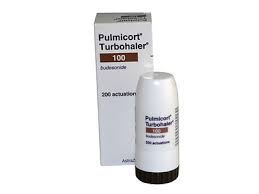 Pulmicort®
Turbohaler®
100
budesonide
200 actuations
Pulmicort®
Turbohaler®
100
budesonide
200 actuations